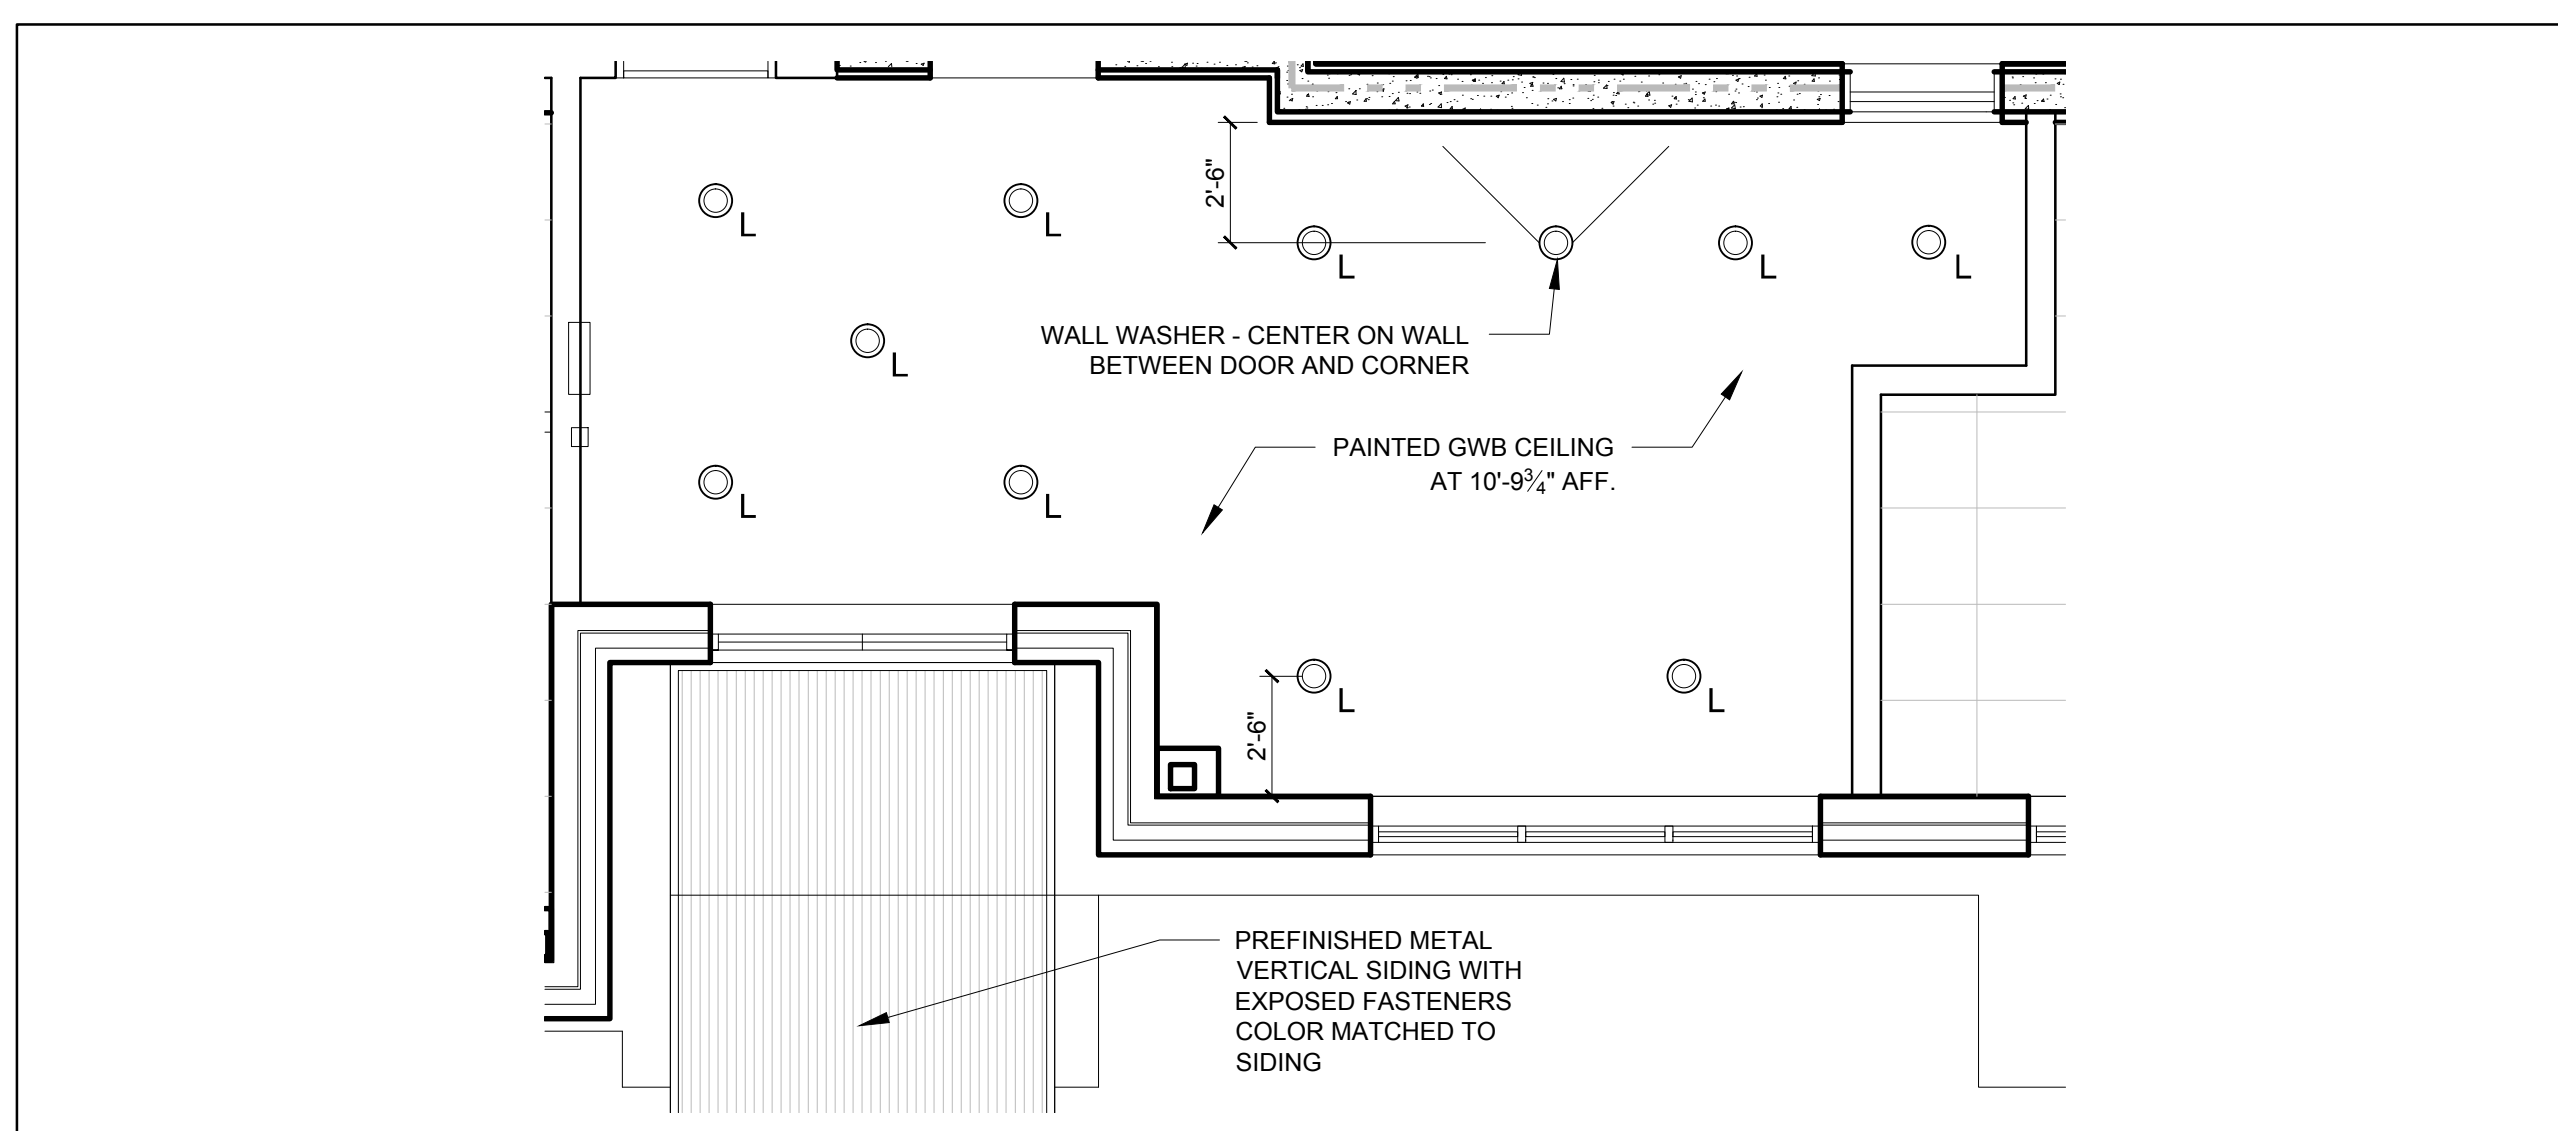 2'-6"
L
L
L
L
L
WALL WASHER - CENTER ON WALL
BETWEEN DOOR AND CORNER
L
PAINTED GWB CEILING
AT 10'-9¾" AFF.
L
L
L
L
2'-6"
PREFINISHED METAL
VERTICAL SIDING WITH
EXPOSED FASTENERS
COLOR MATCHED TO
SIDING